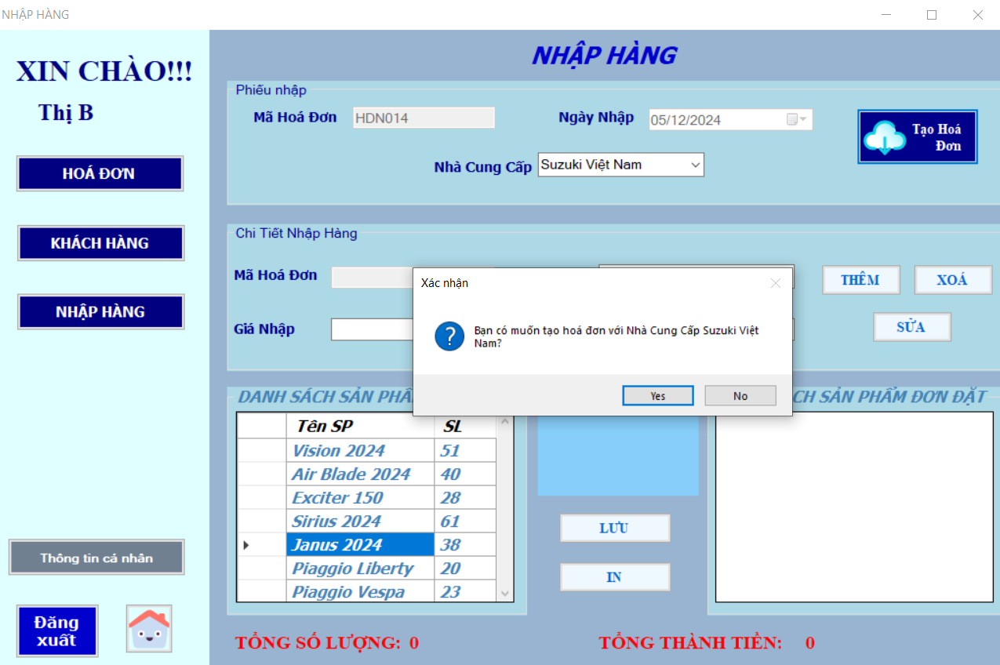 NHẬP HÀNG
XIN CHÀO!!!
Thị B
HOÁ ĐƠN
KHÁCH HÀNG
NHẬP HÀNG
Thông tin cá nhân
Đăng
xuất
NHẬP HÀNG
Phiếu nhập
Mã Hoá Đơn HDN014 Ngày Nhập 05/12/2024
Tạo Hoá
Đơn
Nhà Cung Cấp Suzuki Việt Nam
Chi Tiết Nhập Hàng
Mã Hoá Đơn
THÊM XOÁ
Giá Nhập
SỬA
Xác nhận
Bạn có muốn tạo hoá đơn với Nhà Cung Cấp Suzuki Việt
Nam?
Yes No
DANH SÁCH SẢN PHẨ
Tên SP SL
Vision 2024 51
Air Blade 2024 40
Exciter 150 28
Sirius 2024 61
Janus 2024 38
Piaggio Liberty 20
Piaggio Vespa 23
LƯU
IN
CH SẢN PHẨM ĐƠN ĐẶT
TỔNG SỐ LƯỢNG: 0
TỔNG THÀNH TIỀN: 0